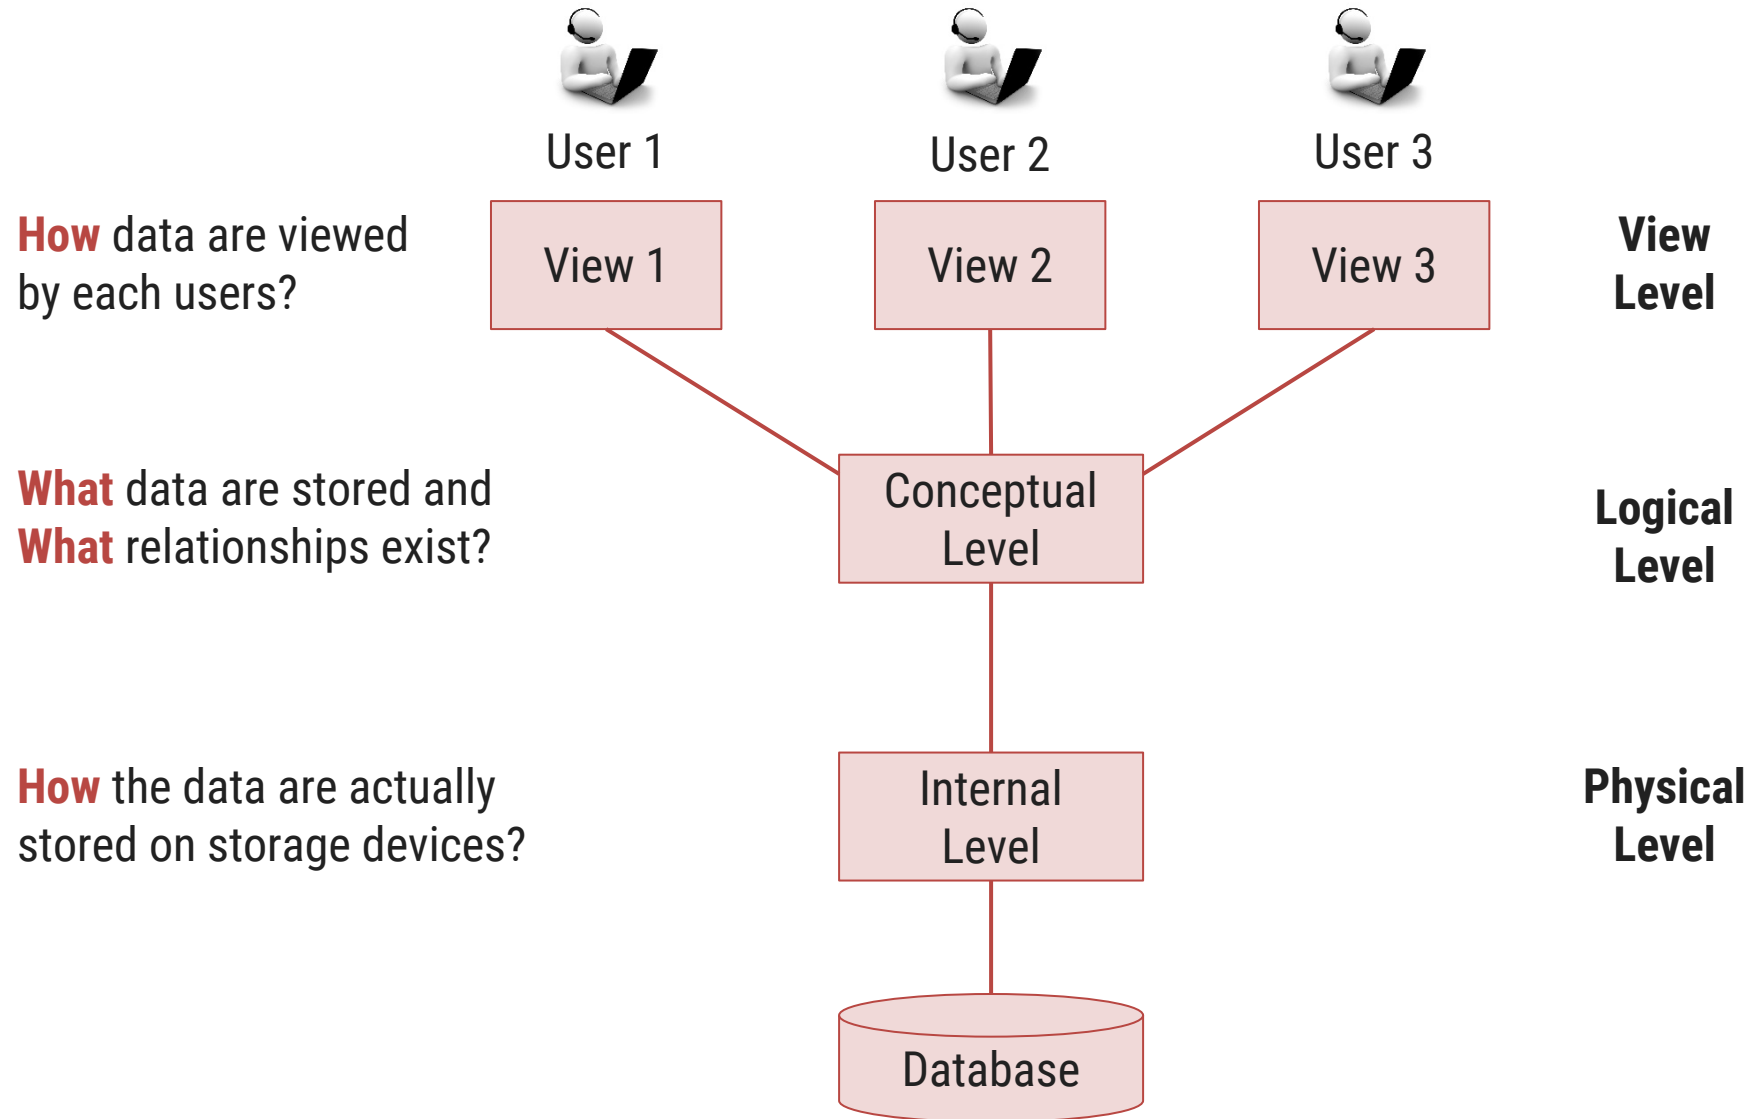 User 1
User 2
User 3
How data are viewed
by each users?
View 1
View 2
View 3
View
Level
What data are stored and
What relationships exist?
Conceptual
Level
Logical
Level
How the data are actually
stored on storage devices?
Internal
Level
Physical
Level
Database